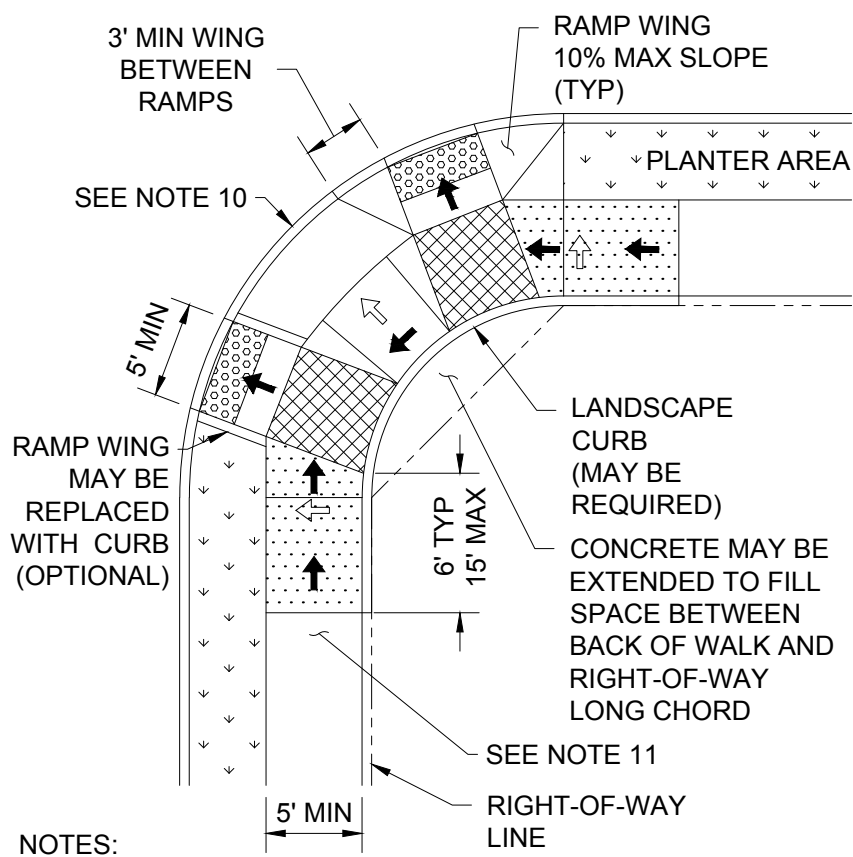 3' MIN WING
BETWEEN
RAMPS
RAMP WING
10% MAX SLOPE
(TYP)
PLANTER AREA
SEE NOTE 10
5' MIN
RAMP WING
MAY BE
REPLACED
WITH CURB
(OPTIONAL)
LANDSCAPE
CURB
(MAY BE
REQUIRED)
6' TYP
15' MAX
CONCRETE MAY BE
EXTENDED TO FILL
SPACE BETWEEN
BACK OF WALK AND
RIGHT-OF-WAY
LONG CHORD
SEE NOTE 11
5' MIN
RIGHT-OF-WAY
LINE
NOTES: